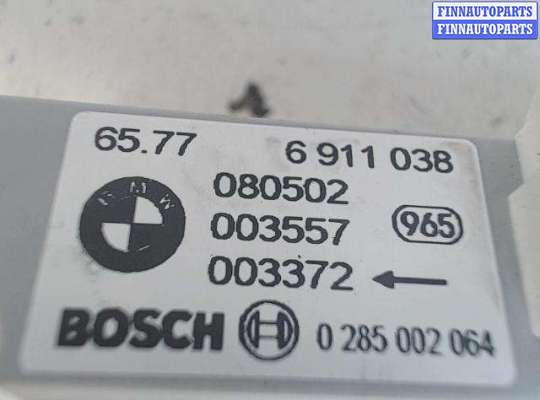 FINNAUTOPARTS
FINNAUTOPARTS
65.77 6 911 038
BMW
080502
003557 965
003372
BOSCH 0 285 002 064